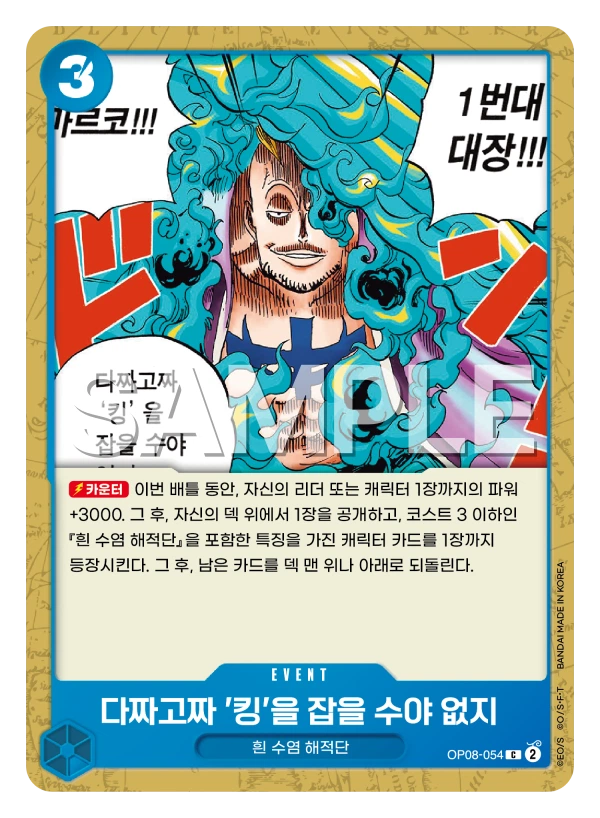 3
마르코!!!
1번대
대장!!!
ドン
다짜고짜
'킹'을
잡을 수야
SAMPLE
카운터 이번 배틀 동안, 자신의 리더 또는 캐릭터 1장까지의 파워
+3000. 그 후, 자신의 덱 위에서 1장을 공개하고, 코스트 3 이하인
『흰 수염 해적단』을 포함한 특징을 가진 캐릭터 카드를 1장까지
등장시킨다. 그 후, 남은 카드를 덱 맨 위나 아래로 되돌린다.
EVENT
다짜고짜 '킹'을 잡을 수야 없지
흰 수염 해적단
OP08-054 C 2
©E.O/S. ©O/S·F·T BANDAI MADE IN KOREA